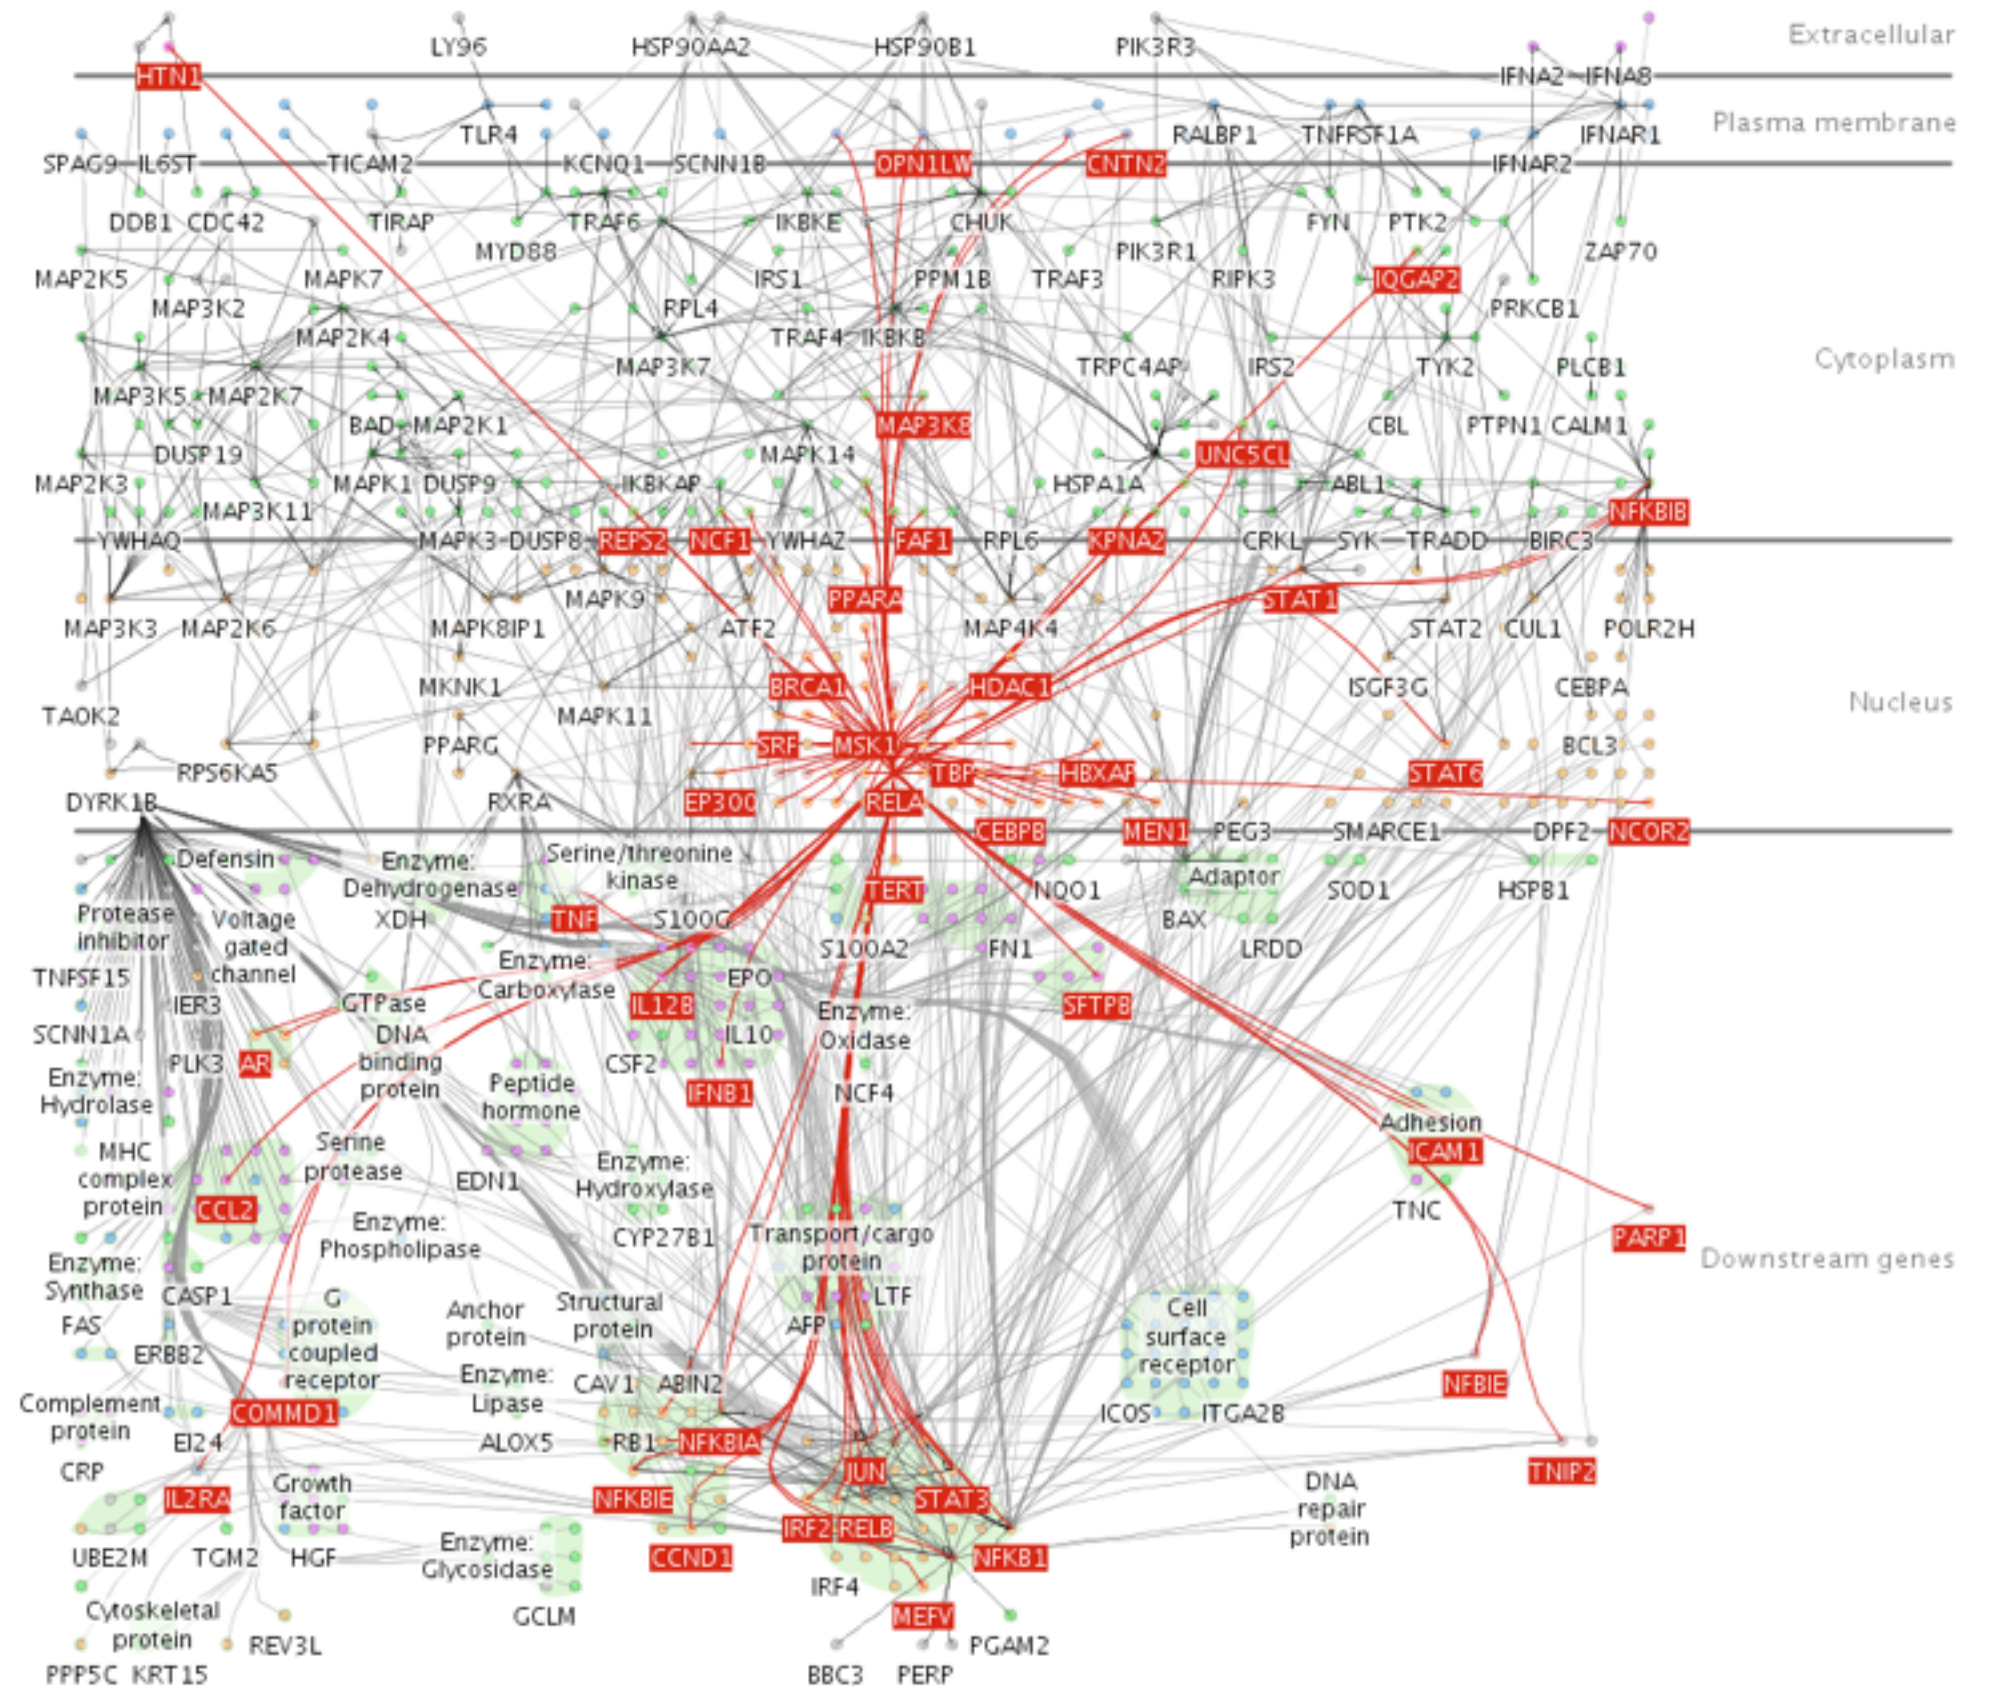 LY96 HSP90AA2 HSP90B1 PIK3R3 Extracellular
HTN1 IFNA2 IFNA8
TLR4 RALBP1 TNFRSF1A IFNAR1 Plasma membrane
SPAG9 IL6ST TICAM2 KCNQ1 SCNN1B OPN1LW CNTN2 IFNAR2
DDB1 CDC42 TIRAP TRAF6 IKBKE CHUK FYN PTK2
MYD88 PIK3R1 ZAP70
MAP2K5 MAPK7 IRS1 PPM1B TRAF3 RIPK3 IQGAP2
MAP3K2 RPL4 PRKCB1
MAP2K4 TRAF4 IKBKB
MAP3K7 TRPC4AP IRS2 TYK2 PLCB1 Cytoplasm
MAP3K5 MAP2K7
BAD MAP2K1 MAP3K8 CBL PTPN1 CALM1
DUSP19 MAPK14 UNC5CL
MAP2K3 MAPK1 DUSP9 IKBKAP HSPA1A ABL1
MAP3K11 NFKBIB
YWHAQ MAPK3 DUSP8 REPS2 NCF1 YWHAZ FAF1 RPL6 KPNA2 CRKL SYK TRADD BIRC3
MAPK9 PPARA STAT1
MAP3K3 MAP2K6 MAPK8IP1 ATF2 MAP4K4 STAT2 CUL1 POLR2H
MKNK1 BRCA1 HDAC1 ISGF3G CEBPA
TAOK2 MAPK11 Nucleus
PPARG SRF MSK1 BCL3
RPS6KA5 TBP HBXAP STAT6
DYRK1B RXRA EP300 RELA
CEBPB MEN1 PEG3 SMARCE1 DPF2 NCOR2
Defensin Enzyme: Serine/threonine
Dehydrogenase kinase TERT NQO1 Adaptor SOD1 HSPB1
Protease Voltage XDH TNF S100G BAX
inhibitor gated S100A2 FN1 LRDD
TNFSF15 channel Enzyme: EPO
IER3 GTPase Carboxylase IL12B Enzyme: SFTPB
SCNN1A DNA IL10 Oxidase
PLK3 AR binding CSF2
Enzyme: protein Peptide IFNB1 NCF4
Hydrolase hormone Adhesion
MHC Serine ICAM1
complex protease EDN1 Enzyme:
protein CCL2 Hydroxylase TNC
Enzyme: CYP27B1 Transport/cargo PARP1
Phospholipase protein Downstream genes
Enzyme:
Synthase CASP1 G Anchor Structural LTF Cell
FAS protein protein protein AFP surface
ERBB2 coupled receptor
receptor Enzyme: CAV1 ABIN2 NFBIE
Complement COMMD1 Lipase ICOS ITGA2B
protein EI24 ALOX5 RB1 NFKBIA
CRP Growth JUN DNA TNIP2
IL2RA factor NFKBIE STAT3 repair
IRF2 RELB protein
UBE2M TGM2 HGF Enzyme: CCND1 NFKB1
Glycosidase IRF4
Cytoskeletal GCLM MEFV
protein REV3L PGAM2
PPP5C KRT15 BBC3 PERP